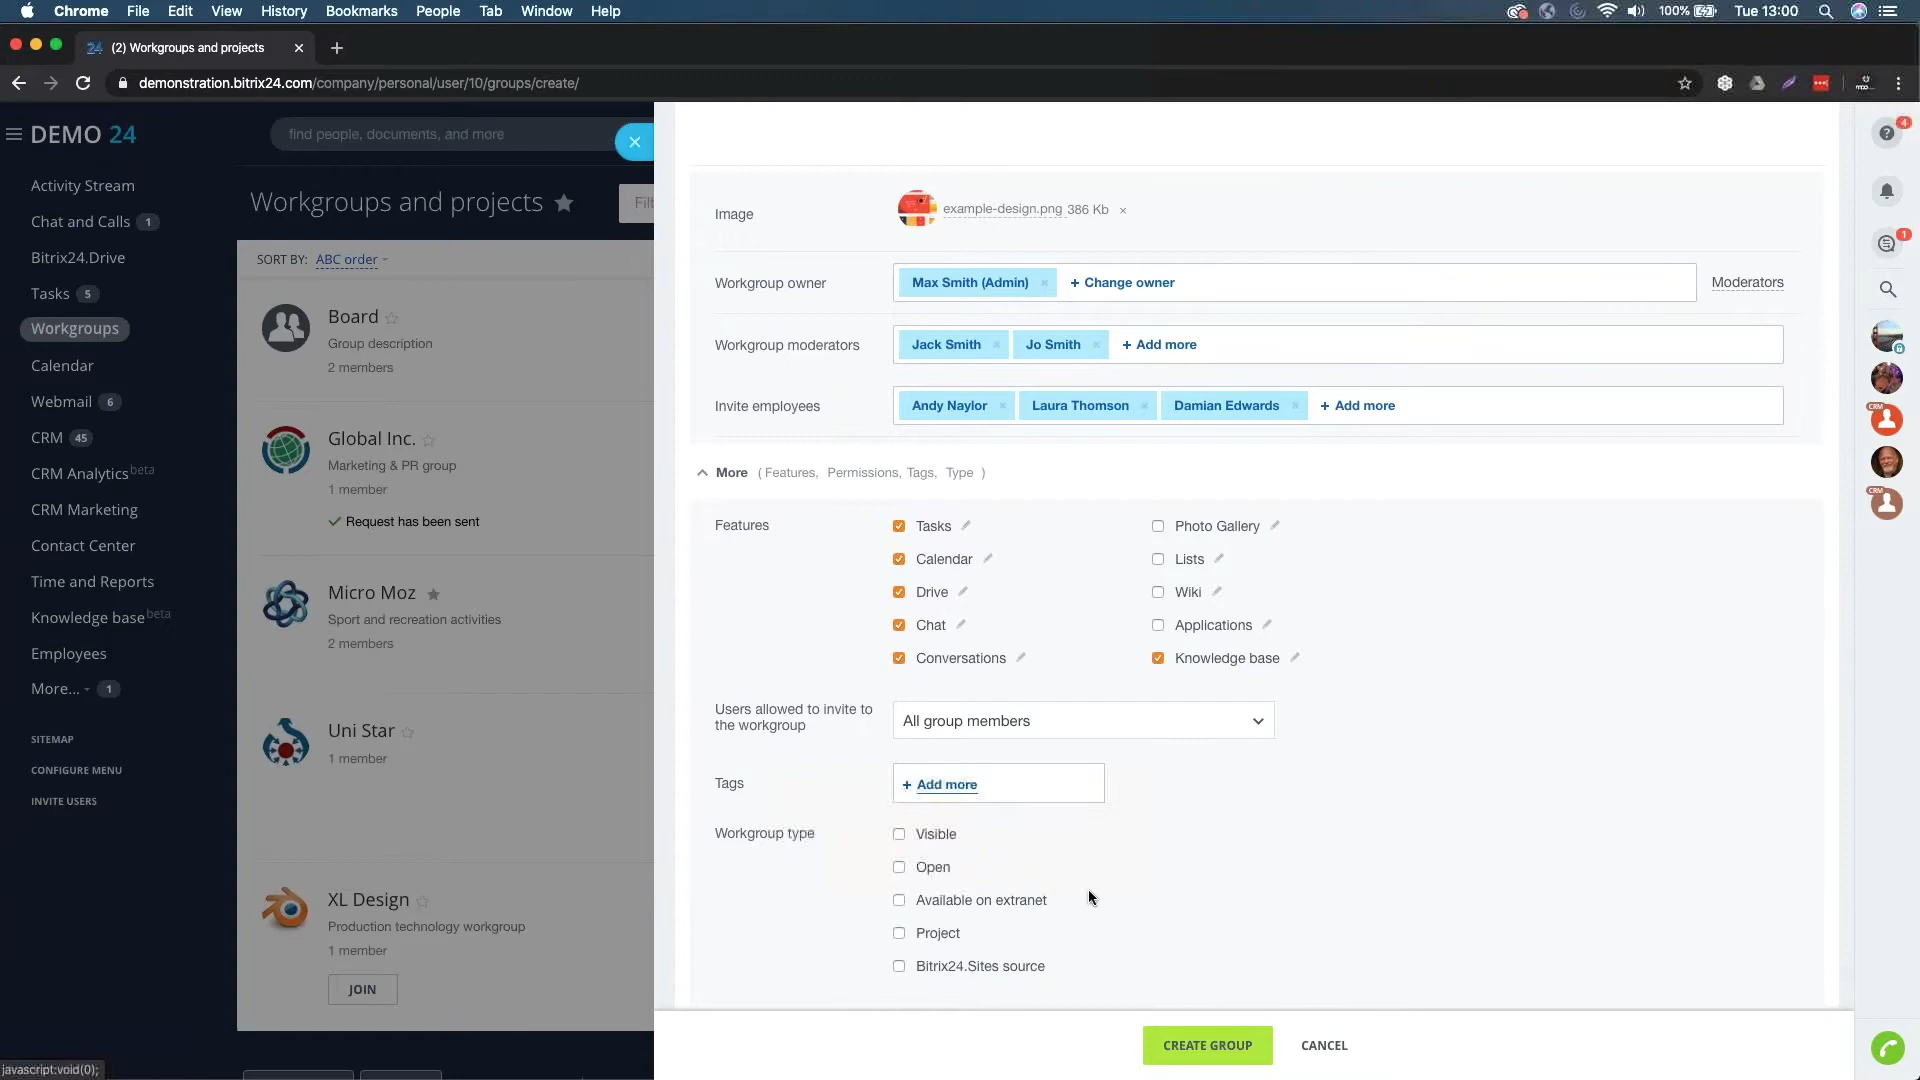 Chrome File Edit View History Bookmarks People Tab Window Help 100% Tue 13:00
24 (2) Workgroups and projects
demonstration.bitrix24.com/company/personal/user/10/groups/create/
DEMO 24
find people, documents, and more
Activity Stream
Chat and Calls 1
Bitrix24.Drive
Tasks 5
Workgroups
Calendar
Webmail 6
CRM 45
CRM Analytics beta
CRM Marketing
Contact Center
Time and Reports
Knowledge base beta
Employees
More... 1
SITEMAP
CONFIGURE MENU
INVITE USERS
javascript:void(0);
Workgroups and projects
Filt
SORT BY: ABC order
Board
Group description
2 members
Global Inc.
Marketing & PR group
1 member
Request has been sent
Micro Moz
Sport and recreation activities
2 members
Uni Star
1 member
XL Design
Production technology workgroup
1 member
JOIN
Image
example-design.png 386 Kb ×
Workgroup owner
Max Smith (Admin) × + Change owner
Moderators
Workgroup moderators
Jack Smith × Jo Smith × + Add more
Invite employees
Andy Naylor × Laura Thomson × Damian Edwards × + Add more
More ( Features, Permissions, Tags, Type )
Features
Tasks
Calendar
Drive
Chat
Conversations
Photo Gallery
Lists
Wiki
Applications
Knowledge base
Users allowed to invite to
the workgroup
All group members
Tags
+ Add more
Workgroup type
Visible
Open
Available on extranet
Project
Bitrix24.Sites source
CREATE GROUP
CANCEL
? 4
1
CRM
CRM